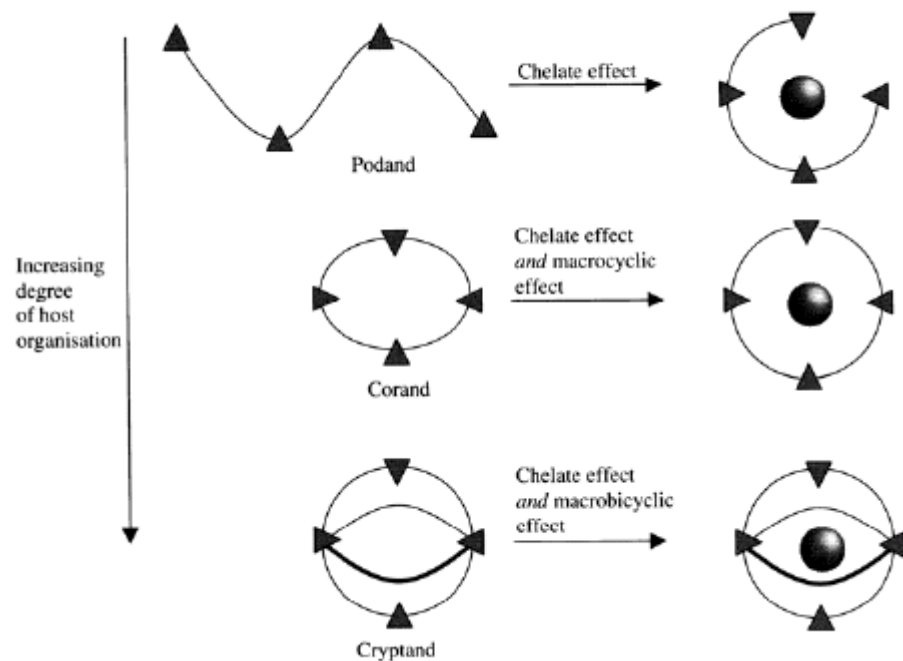 Chelate effect
Podand
Increasing
degree
of host
organisation
Chelate effect
and macrocyclic
effect
Corand
Chelate effect
and macrobicyclic
effect
Cryptand